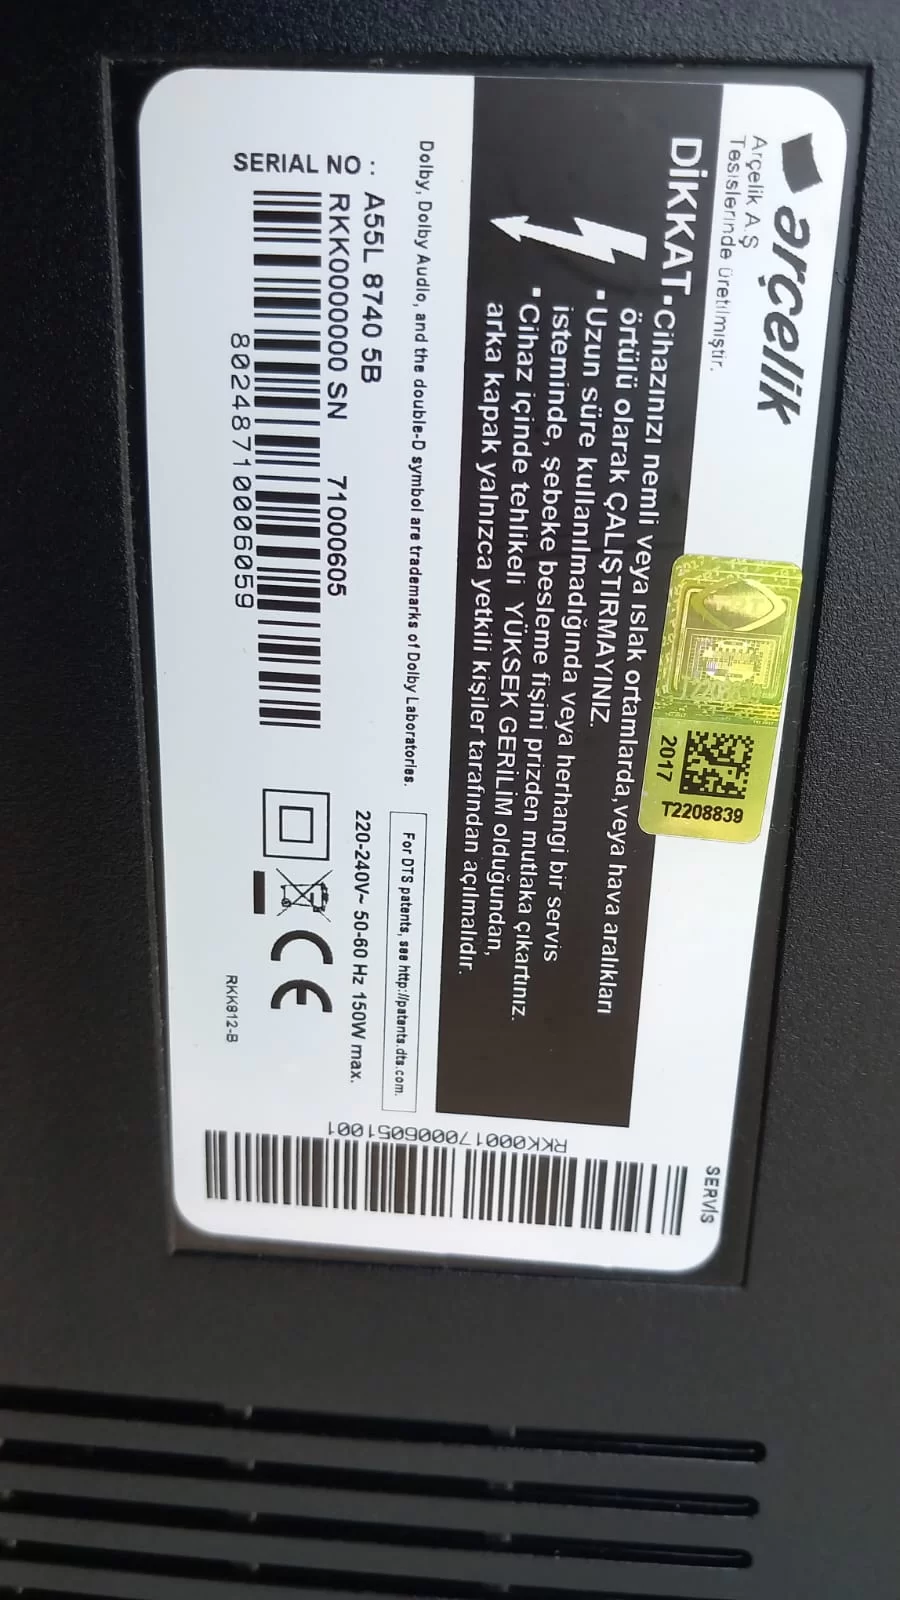 arçelik
Arçelik A.Ş
Tesislerinde üretilmiştir.
2017
T2208839
SERVİS
DİKKAT
▪ Cihazınızı nemli veya ıslak ortamlarda,veya hava aralıkları
örtülü olarak ÇALIŞTIRMAYINIZ.
▪ Uzun süre kullanılmadığında veya herhangi bir servis
isteminde, şebeke besleme fişini prizden mutlaka çıkartınız.
▪ Cihaz içinde tehlikeli YÜKSEK GERİLİM olduğundan,
arka kapak yalnızca yetkili kişiler tarafından açılmalıdır.
RKK000170006051001
Dolby, Dolby Audio, and the double-D symbol are trademarks of Dolby Laboratories.
For DTS patents, see http://patents.dts.com.
A55L 8740 5B
220-240V~ 50-60 Hz 150W max.
SERIAL NO : RKK0000000 SN 71000605
8024871006059
CE
RKK812-B